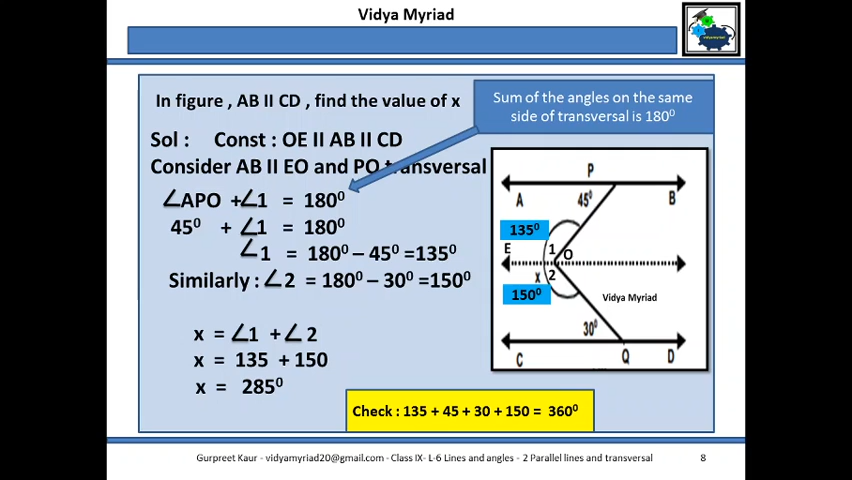 Vidya Myriad
vidyamyriad
In figure , AB II CD , find the value of x
Sum of the angles on the same
side of transversal is 180⁰
Sol : Const : OE II AB II CD
Consider AB II EO and PO transversal
∠APO +∠1 = 180⁰
45⁰ + ∠1 = 180⁰
∠1 = 180⁰ – 45⁰ =135⁰
Similarly : ∠2 = 180⁰ – 30⁰ =150⁰
x = ∠1 + ∠2
x = 135 + 150
x = 285⁰
P
A 45⁰ B
135⁰
E 1 O
x 2
150⁰ Vidya Myriad
30⁰
C Q D
Check : 135 + 45 + 30 + 150 = 360⁰
Gurpreet Kaur - vidyamyriad20@gmail.com - Class IX- L-6 Lines and angles - 2 Parallel lines and transversal 8